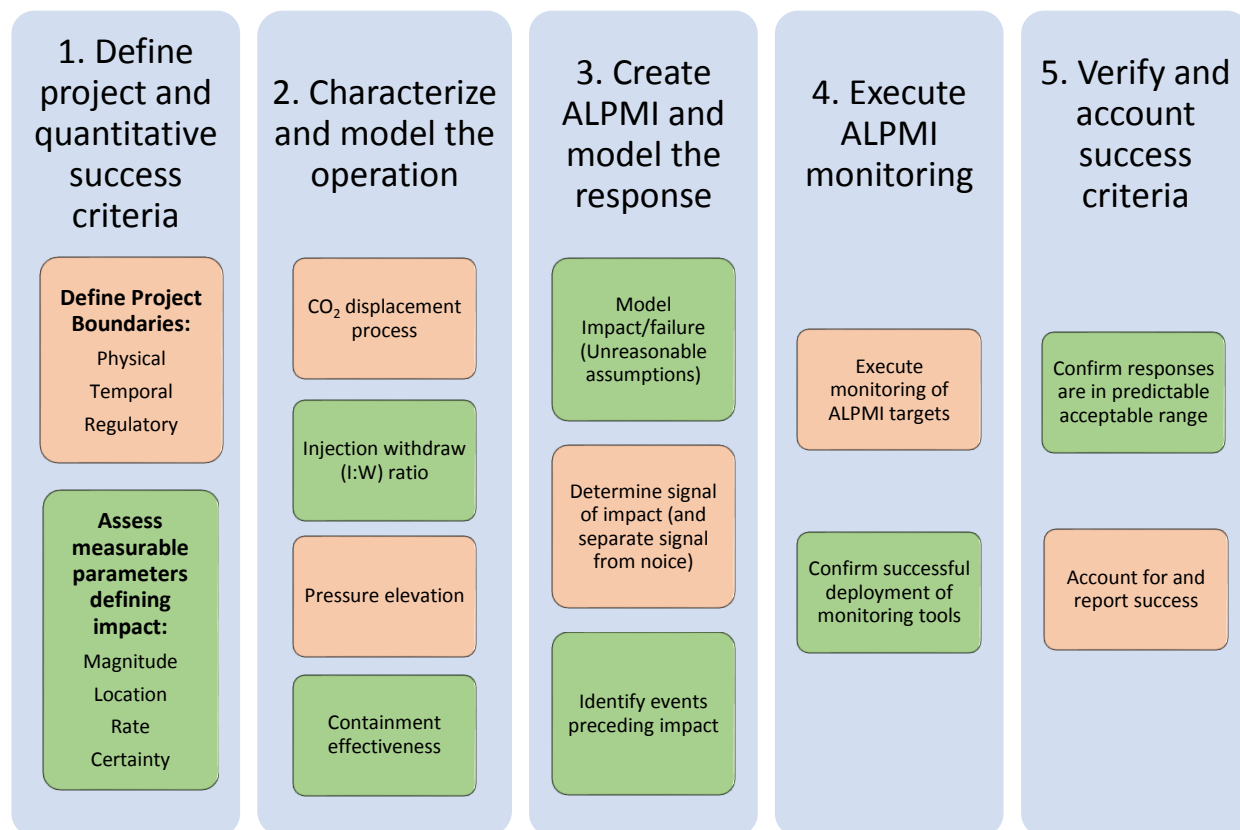 1. Define
project and
quantitative
success
criteria
Define Project
Boundaries:
Physical
Temporal
Regulatory
Assess
measurable
parameters
defining
impact:
Magnitude
Location
Rate
Certainty
2. Characterize
and model the
operation
CO₂ displacement
process
Injection withdraw
(I:W) ratio
Pressure elevation
Containment
effectiveness
3. Create
ALPMI and
model the
response
Model
Impact/failure
(Unreasonable
assumptions)
Determine signal
of impact (and
separate signal
from noice)
Identify events
preceding impact
4. Execute
ALPMI
monitoring
Execute
monitoring of
ALPMI targets
Confirm successful
deployment of
monitoring tools
5. Verify and
account
success
criteria
Confirm responses
are in predictable
acceptable range
Account for and
report success